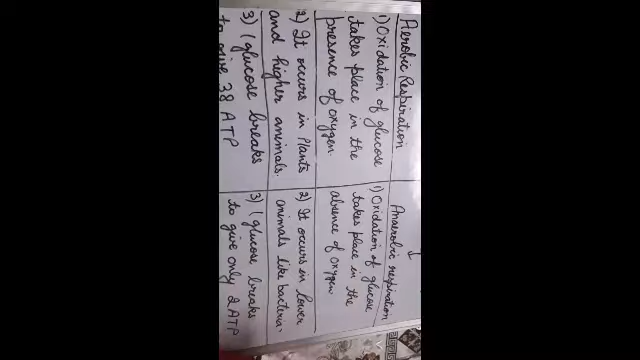 Aerobic Respiration
1) Oxidation of glucose
takes place in the
presence of oxygen.
2) It occurs in Plants
and higher animals.
3) 1 glucose breaks
to give 38 ATP
Anaerobic respiration
1) Oxidation of glucose
takes place in the
absence of oxygen
2) It occurs in lower
animals like bacteria.
3) 1 glucose breaks
to give only 2 ATP